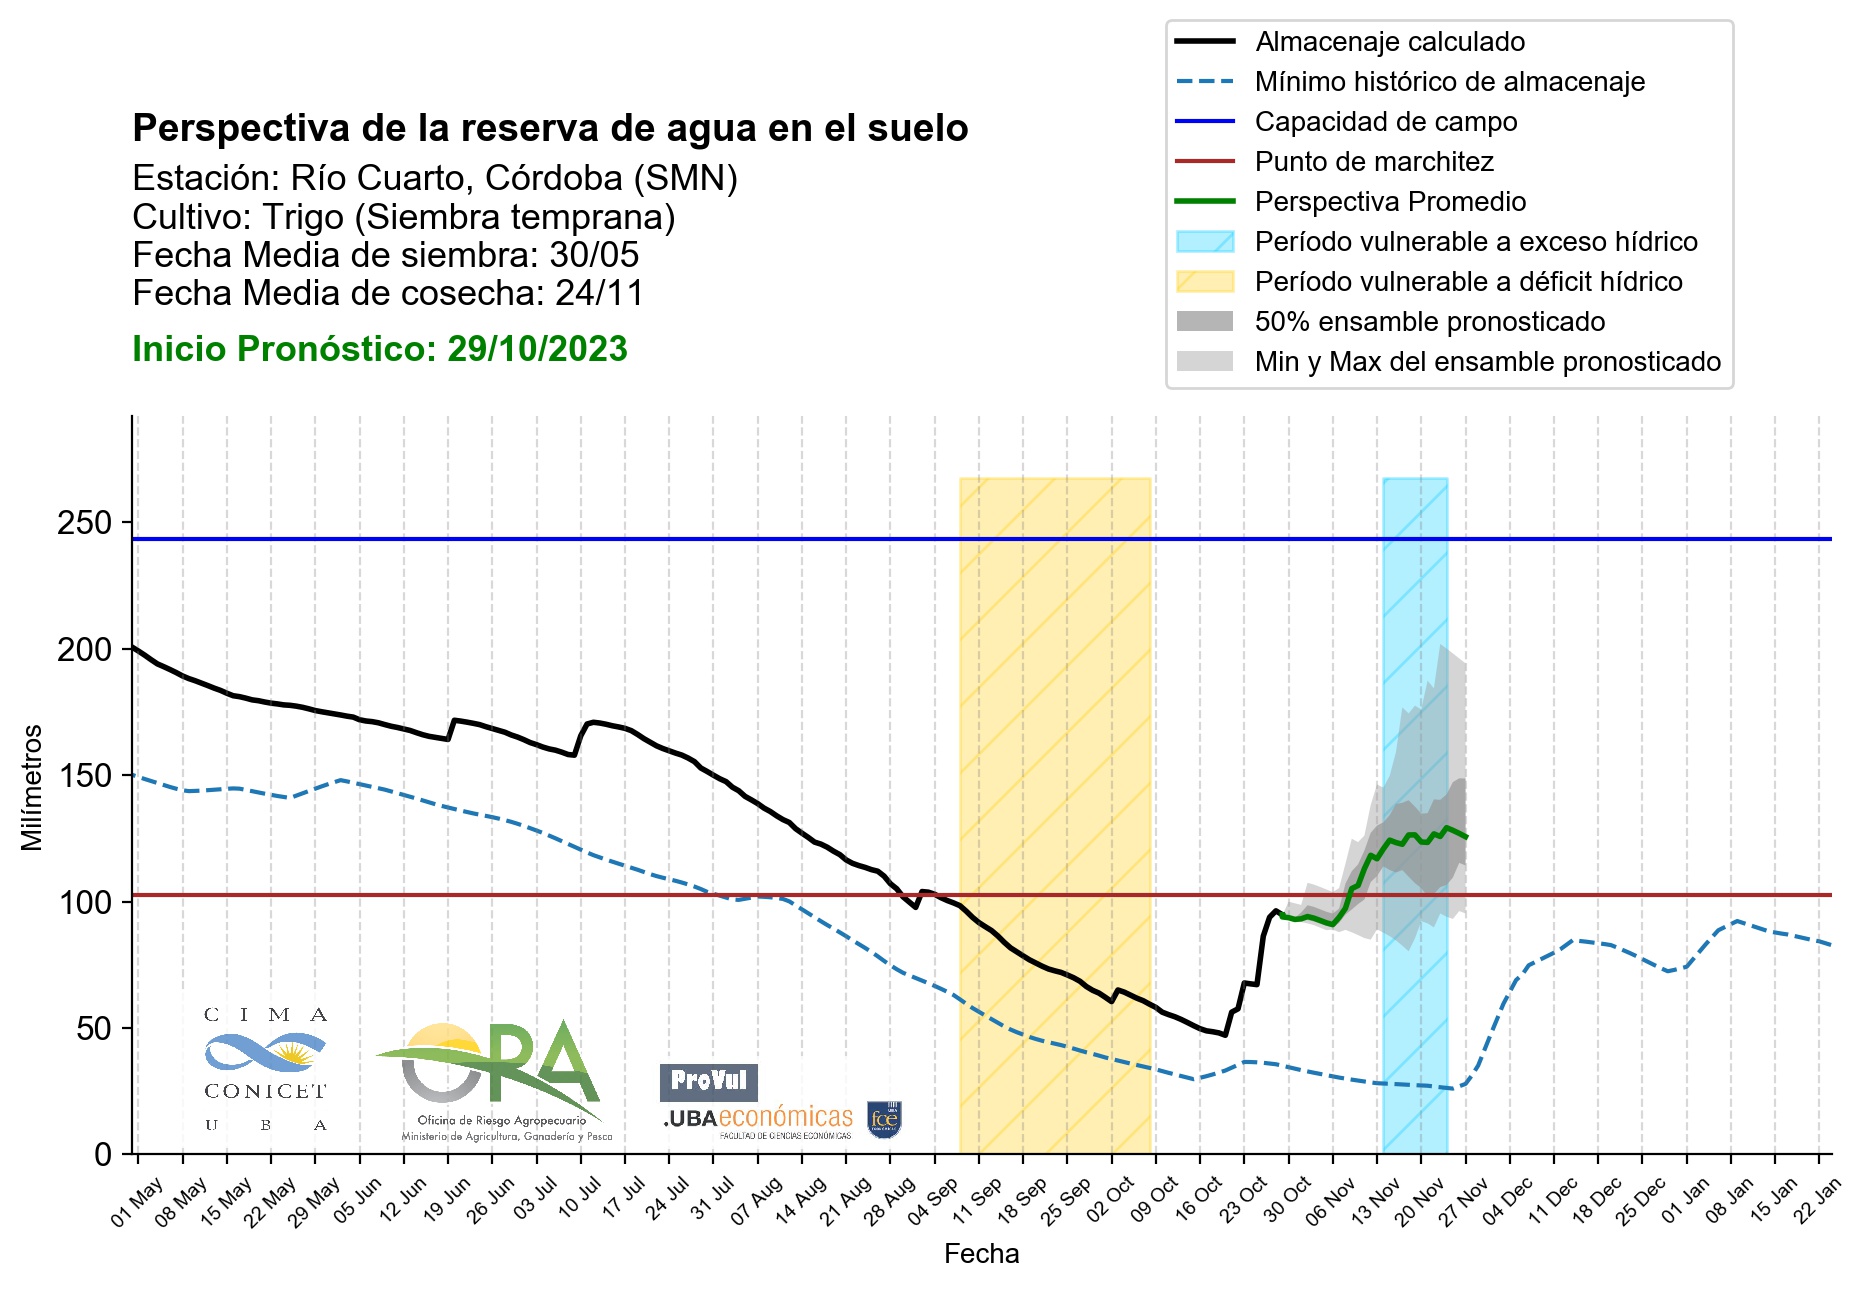 Almacenaje calculado
Mínimo histórico de almacenaje
Capacidad de campo
Punto de marchitez
Perspectiva Promedio
Período vulnerable a exceso hídrico
Período vulnerable a déficit hídrico
50% ensamble pronosticado
Min y Max del ensamble pronosticado
Perspectiva de la reserva de agua en el suelo
Estación: Río Cuarto, Córdoba (SMN)
Cultivo: Trigo (Siembra temprana)
Fecha Media de siembra: 30/05
Fecha Media de cosecha: 24/11
Inicio Pronóstico: 29/10/2023
Milímetros
250
200
150
100
50
0
CIMA
CONICET
UBA
OPA
Oficina de Riesgo Agropecuario
Ministerio de Agricultura, Ganadería y Pesca
ProVul
.UBAeconómicas
FACULTAD DE CIENCIAS ECONÓMICAS
fce
01 May
08 May
15 May
22 May
29 May
05 Jun
12 Jun
19 Jun
26 Jun
03 Jul
10 Jul
17 Jul
24 Jul
31 Jul
07 Aug
14 Aug
21 Aug
28 Aug
04 Sep
11 Sep
18 Sep
25 Sep
02 Oct
09 Oct
16 Oct
23 Oct
30 Oct
06 Nov
13 Nov
20 Nov
27 Nov
04 Dec
11 Dec
18 Dec
25 Dec
01 Jan
08 Jan
15 Jan
22 Jan
Fecha